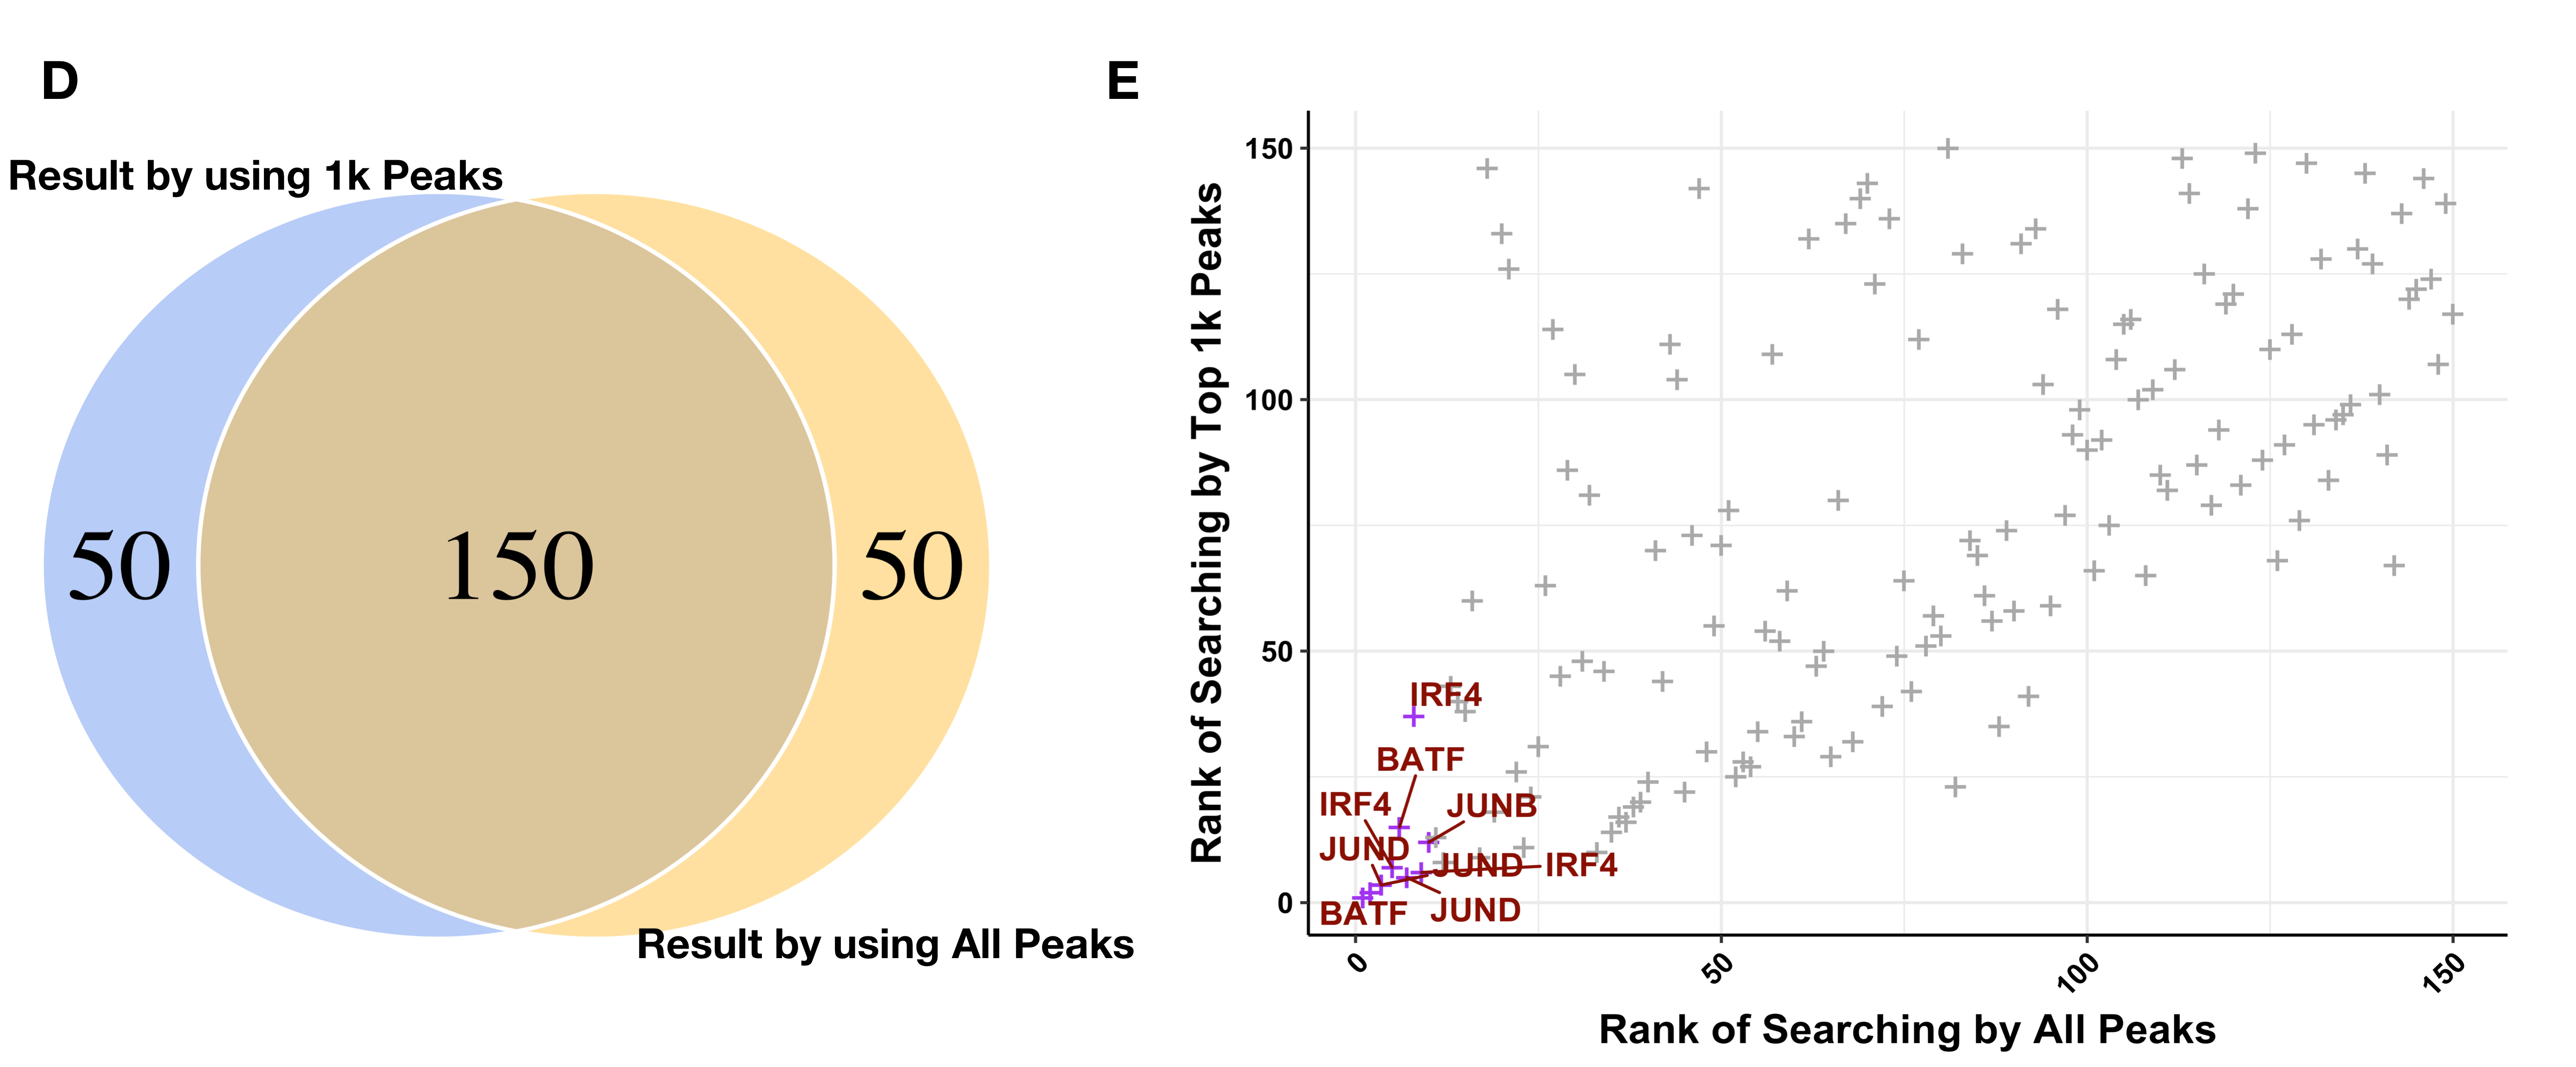 D
Result by using 1k Peaks
50
150
50
Result by using All Peaks
E
Rank of Searching by Top 1k Peaks
150
100
50
0
IRF4
BATF
IRF4
JUNB
JUND
JUND
IRF4
BATF
JUND
0
50
100
150
Rank of Searching by All Peaks